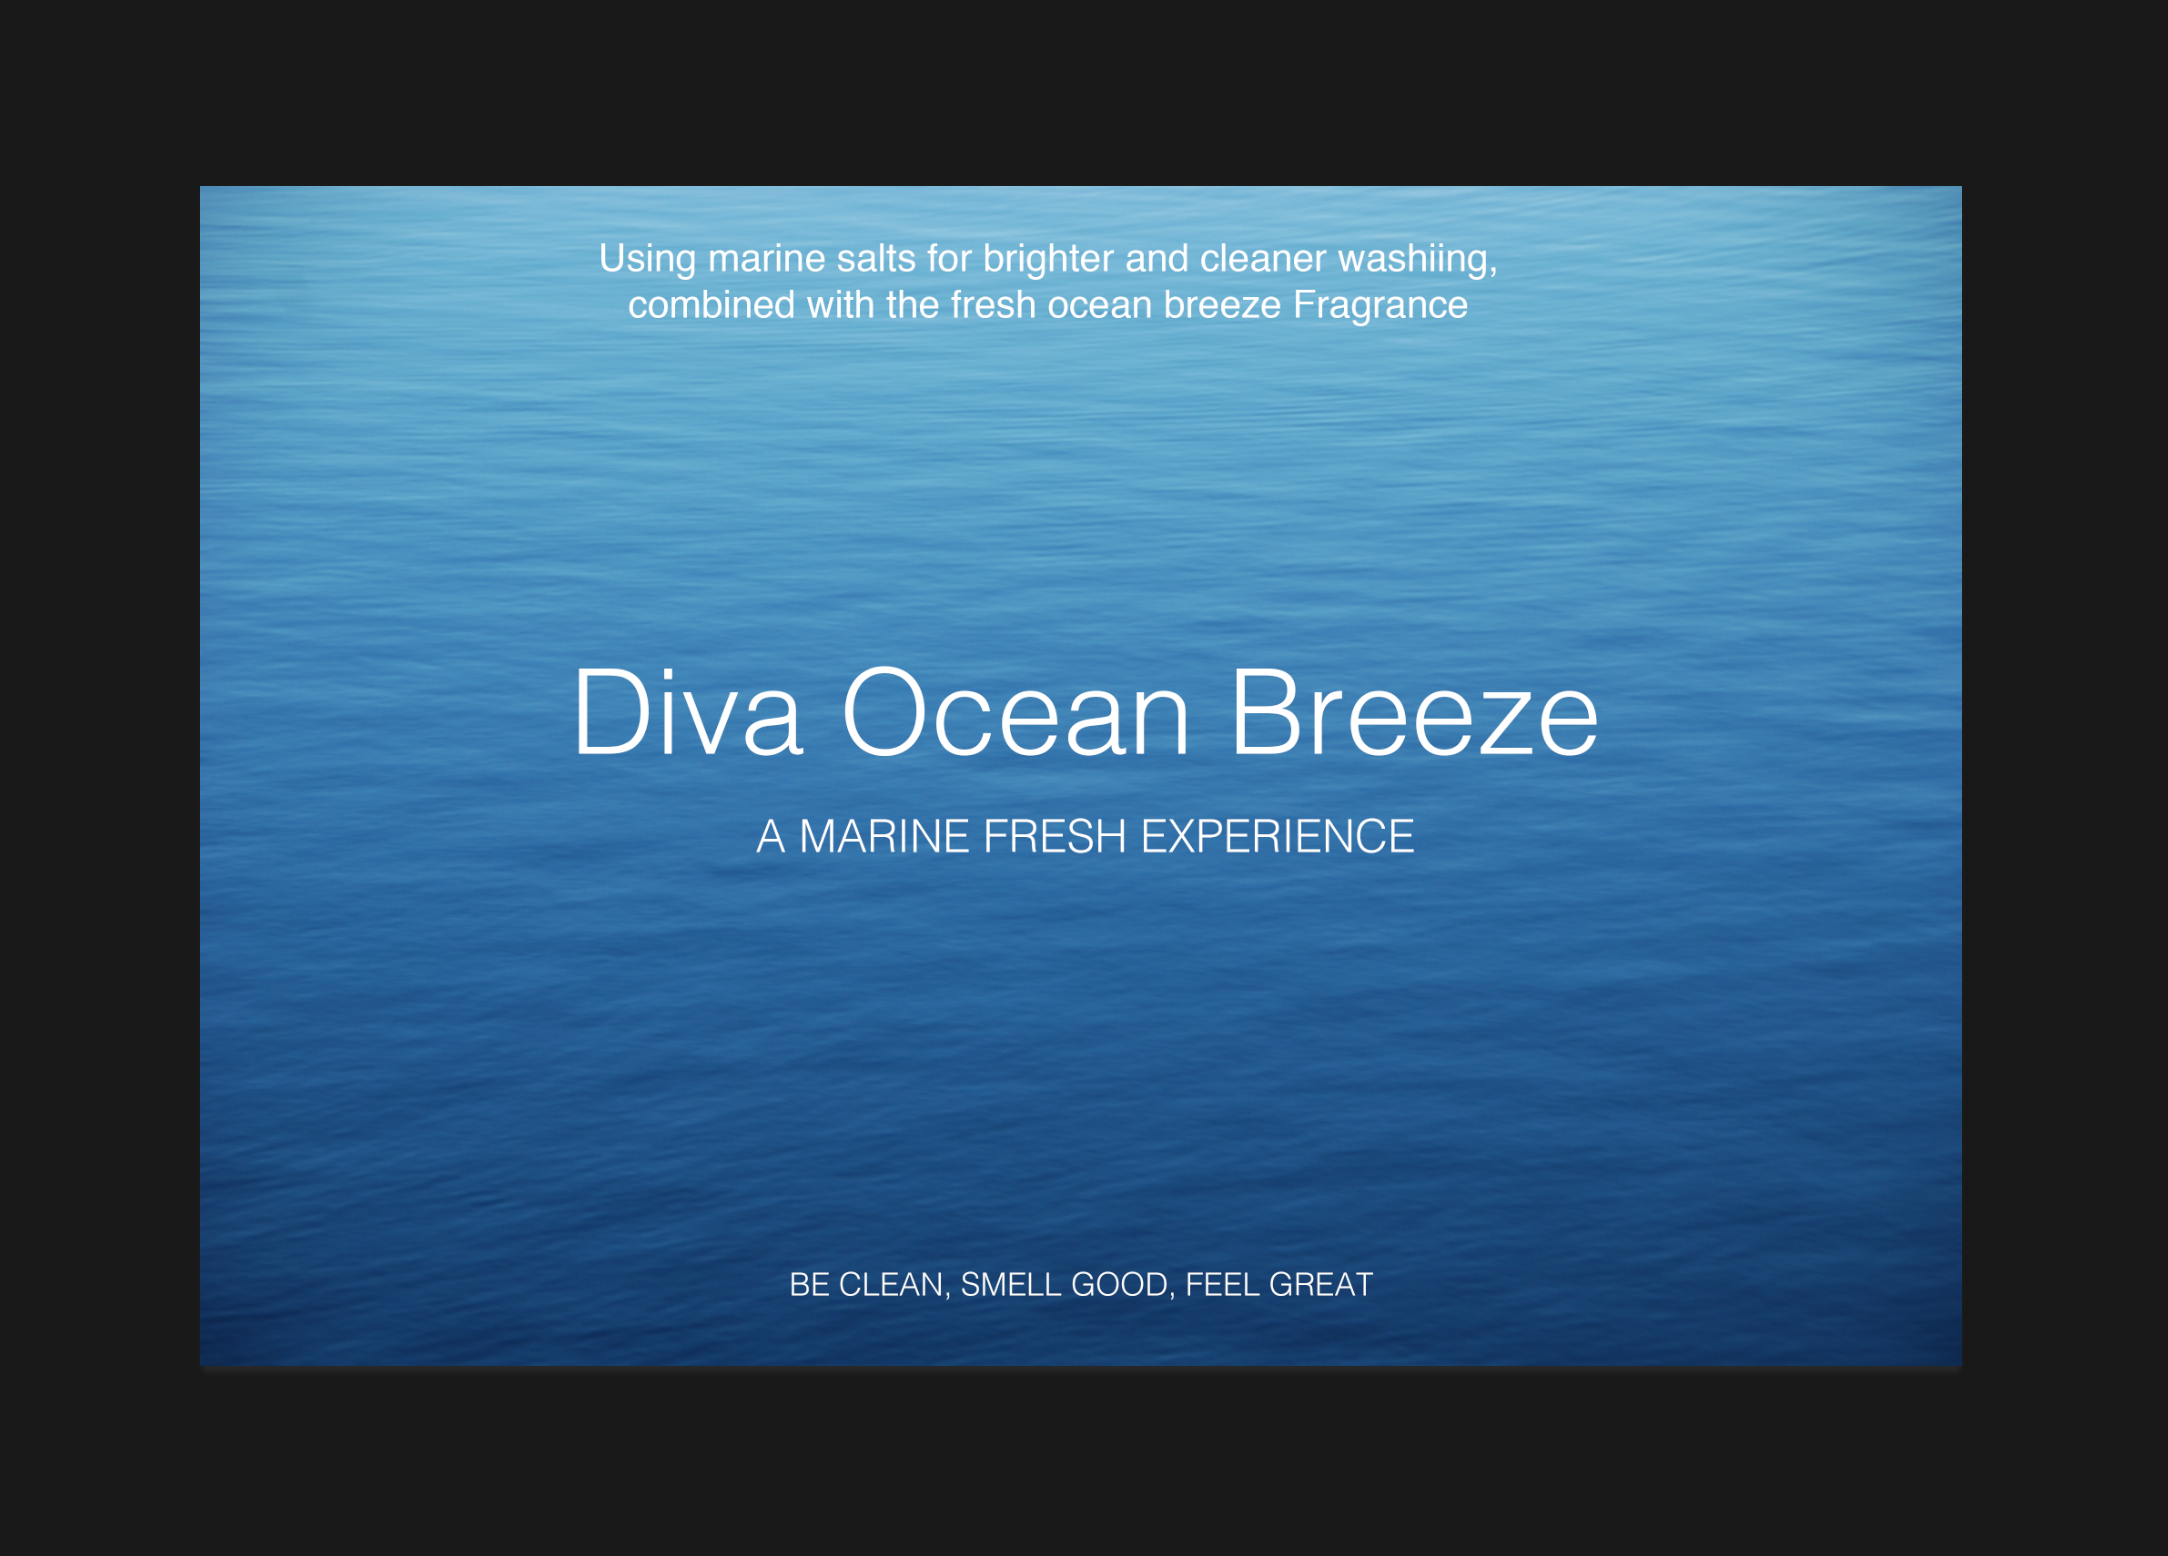 Using marine salts for brighter and cleaner washiing,
combined with the fresh ocean breeze Fragrance
Diva Ocean Breeze
A MARINE FRESH EXPERIENCE
BE CLEAN, SMELL GOOD, FEEL GREAT